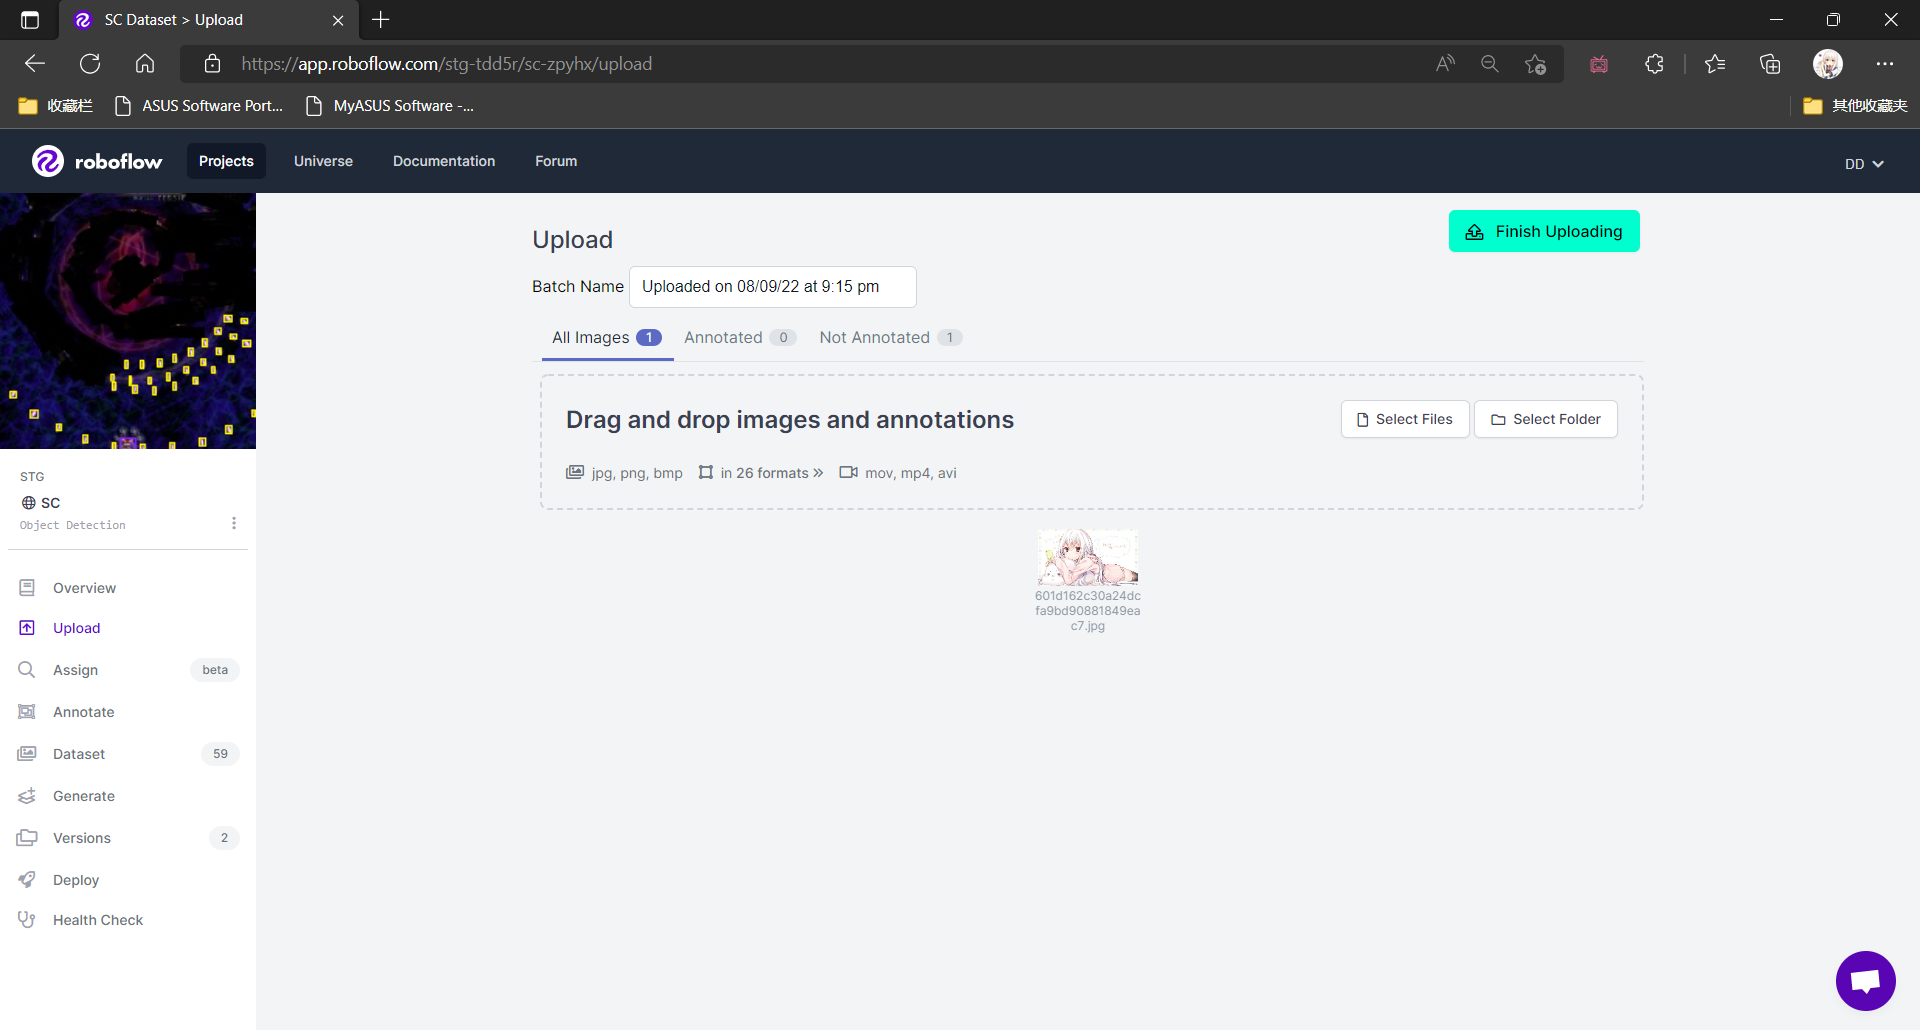 SC Dataset > Upload
https://app.roboflow.com/stg-tdd5r/sc-zpyhx/upload
收藏栏
ASUS Software Port...
MyASUS Software -...
其他收藏夹
roboflow
Projects
Universe
Documentation
Forum
DD
Upload
Finish Uploading
Batch Name
Uploaded on 08/09/22 at 9:15 pm
All Images 1
Annotated 0
Not Annotated 1
Drag and drop images and annotations
Select Files
Select Folder
jpg, png, bmp
in 26 formats »
mov, mp4, avi
601d162c30a24dc
fa9bd90881849ea
c7.jpg
STG
SC
Object Detection
Overview
Upload
Assign beta
Annotate
Dataset 59
Generate
Versions 2
Deploy
Health Check